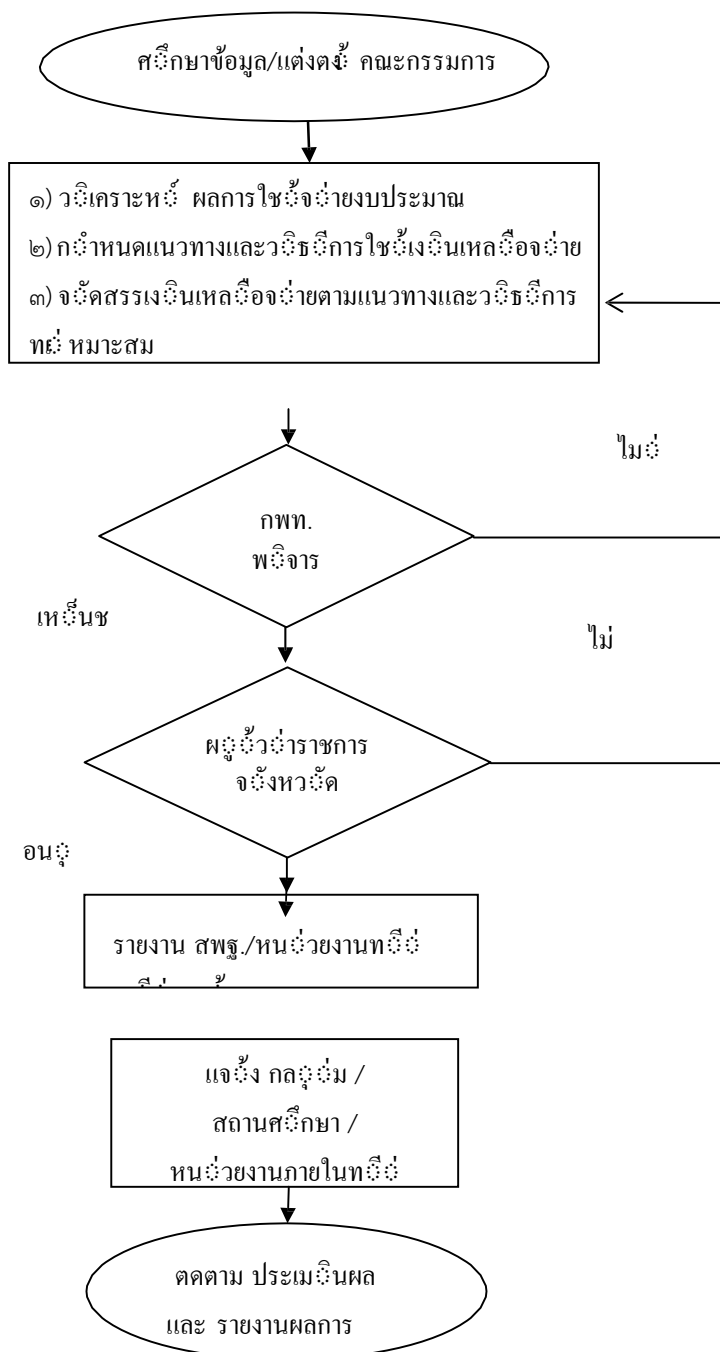 ศึกษาข้อมูล/แต่งตั้ง คณะกรรมการ
๑) วิเคราะห์ ผลการใช้จ่ายงบประมาณ
๒) กำหนดแนวทางและวิธีการใช้เงินเหลือจ่าย
๓) จัดสรรเงินเหลือจ่ายตามแนวทางและวิธีการ
ที่ หมาะสม
ไม่
กพท.
พิจาร
เห็นช
ไม่
ผู้ว่าราชการ
จังหวัด
อนุ
รายงาน สพฐ./หน่วยงานที่
แจ้ง กลุ่ม /
สถานศึกษา /
หน่วยงานภายในที่
ตดตาม ประเมินผล
และ รายงานผลการ